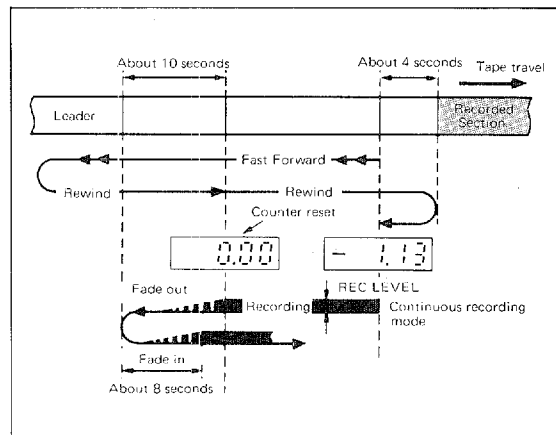 About 10 seconds
About 4 seconds
Tape travel
Leader
Recorded
Section
Fast Forward
Rewind
Rewind
Counter reset
0.00
- 1.13
Fade out
Recording
REC LEVEL
Continuous recording
mode
Fade in
About 8 seconds